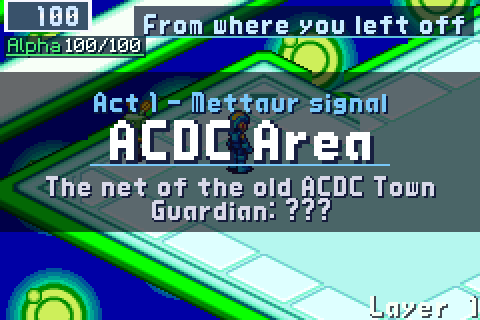 100
From where you left off
Alpha 100/100
Act 1 - Mettaur signal
ACDC Area
The net of the old ACDC Town
Guardian: ???
Layer 1